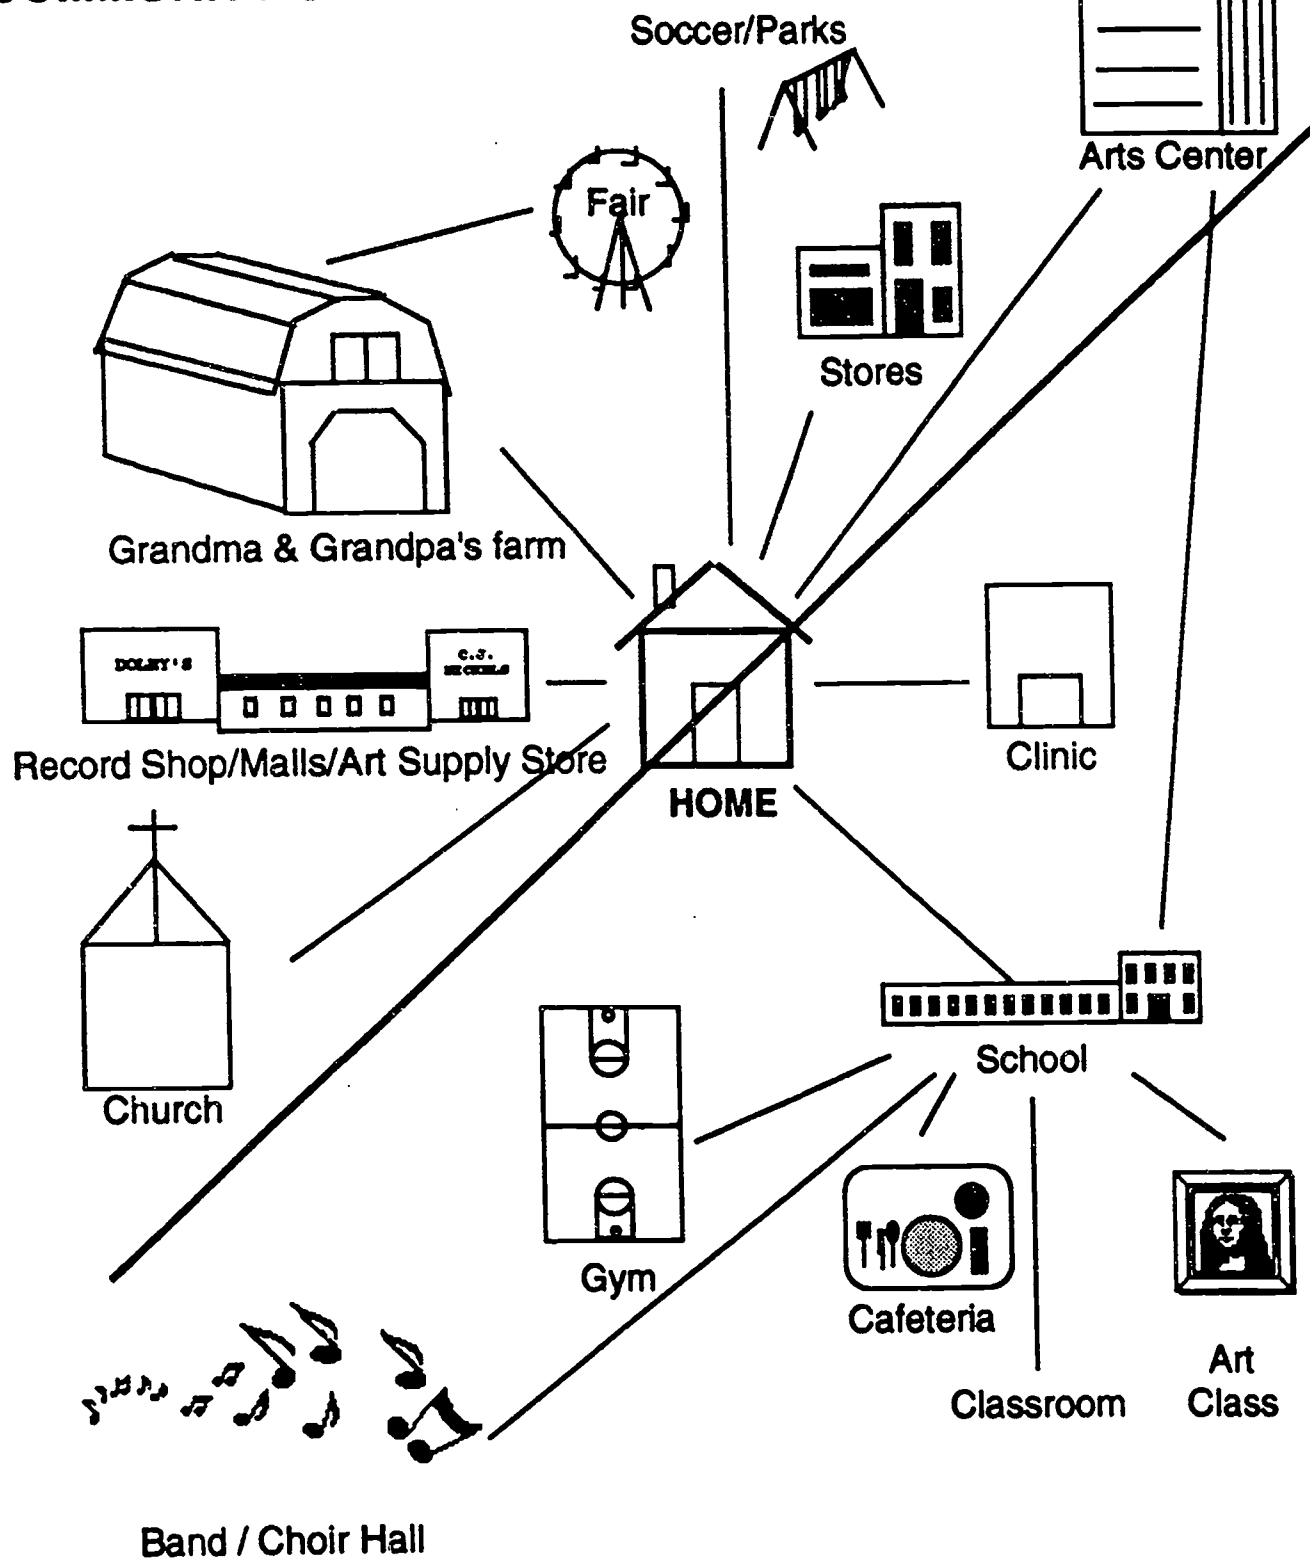 Soccer/Parks
Arts Center
Fair
Stores
Grandma & Grandpa's farm
C.J.
Record Shop/Malls/Art Supply Store
Clinic
HOME
Church
School
Gym
Cafeteria
Art
Class
Classroom
Band / Choir Hall